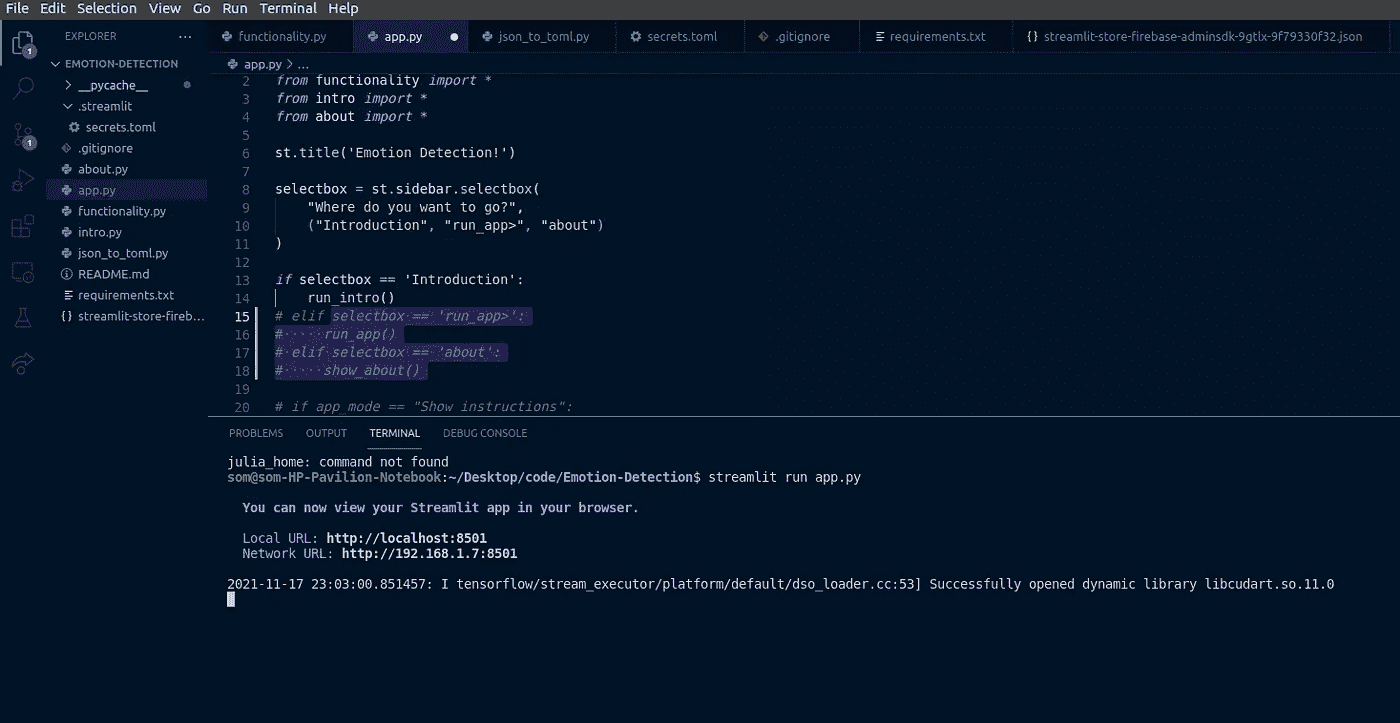 File Edit Selection View Go Run Terminal Help
EXPLORER ...
functionality.py app.py json_to_toml.py secrets.toml .gitignore requirements.txt {} streamlit-store-firebase-adminsdk-9gtlx-9f79330f32.json
1
EMOTION-DETECTION
__pycache__
.streamlit
secrets.toml
.gitignore
about.py
app.py
functionality.py
intro.py
json_to_toml.py
README.md
requirements.txt
{} streamlit-store-fireb...
1
app.py > ...
2 from functionality import *
3 from intro import *
4 from about import *
5
6 st.title('Emotion Detection!')
7
8 selectbox = st.sidebar.selectbox(
9 "Where do you want to go?",
10 ("Introduction", "run_app>", "about")
11 )
12
13 if selectbox == 'Introduction':
14 run_intro()
15 # elif selectbox == 'run_app>':
16 #·····run_app()
17 #·elif·selectbox·==·'about':
18 #·····show_about()
19
20 # if app_mode == "Show instructions":
PROBLEMS OUTPUT TERMINAL DEBUG CONSOLE
julia_home: command not found
som@som-HP-Pavilion-Notebook:~/Desktop/code/Emotion-Detection$ streamlit run app.py
You can now view your Streamlit app in your browser.
Local URL: http://localhost:8501
Network URL: http://192.168.1.7:8501
2021-11-17 23:03:00.851457: I tensorflow/stream_executor/platform/default/dso_loader.cc:53] Successfully opened dynamic library libcudart.so.11.0